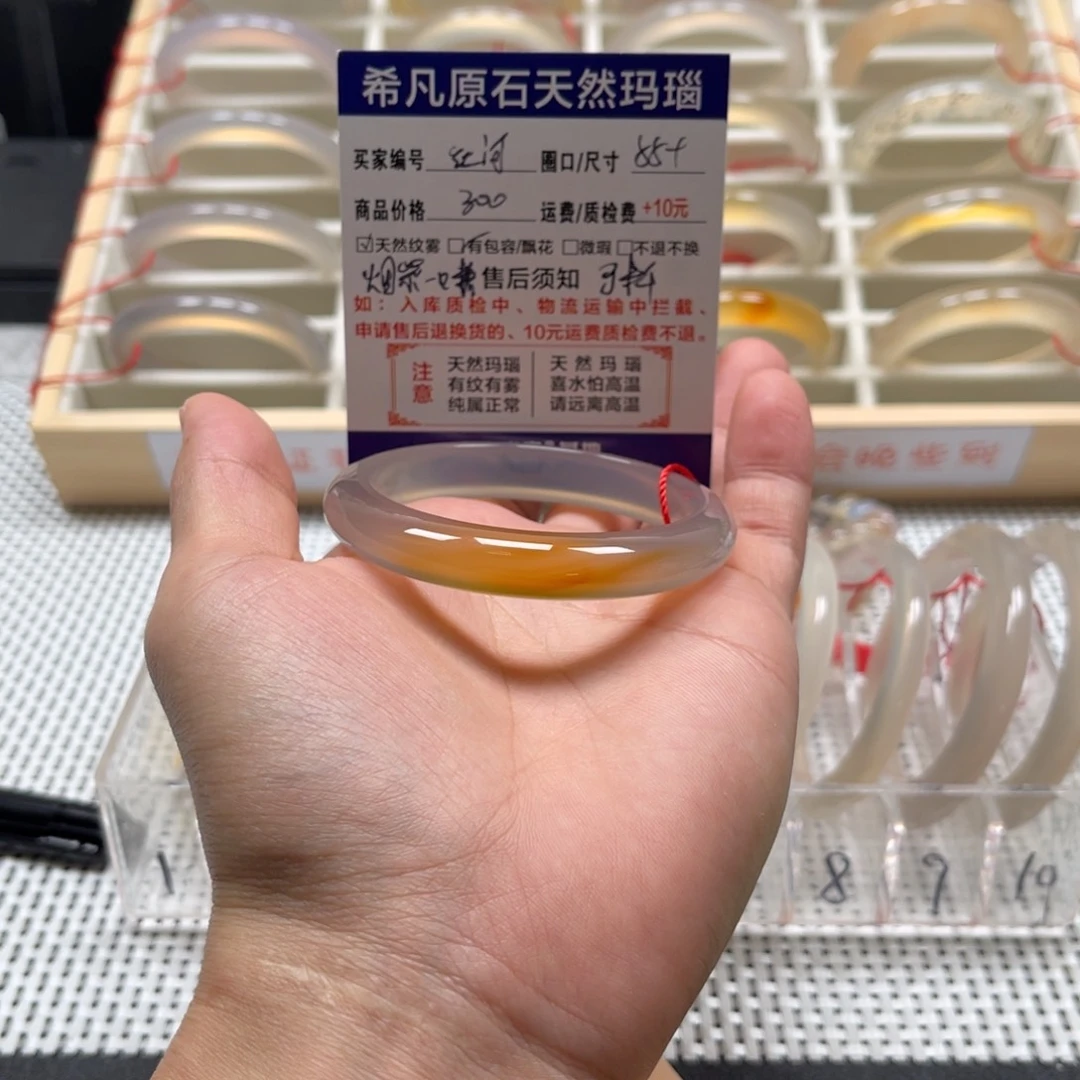 希凡原石天然玛瑙
买家编号 红河 圈口/尺寸 554
商品价格 300 运费/质检费 +10元
☑天然纹雾 □有包容/飘花 □微瑕 □不退不换
售后须知
如：入库质检中、物流运输中拦截、
申请售后退换货的、10元运费质检费不退。
注意
天然玛瑙
有纹有雾
纯属正常
天然玛瑙
喜水怕高温
请远离高温
1
8
9
10